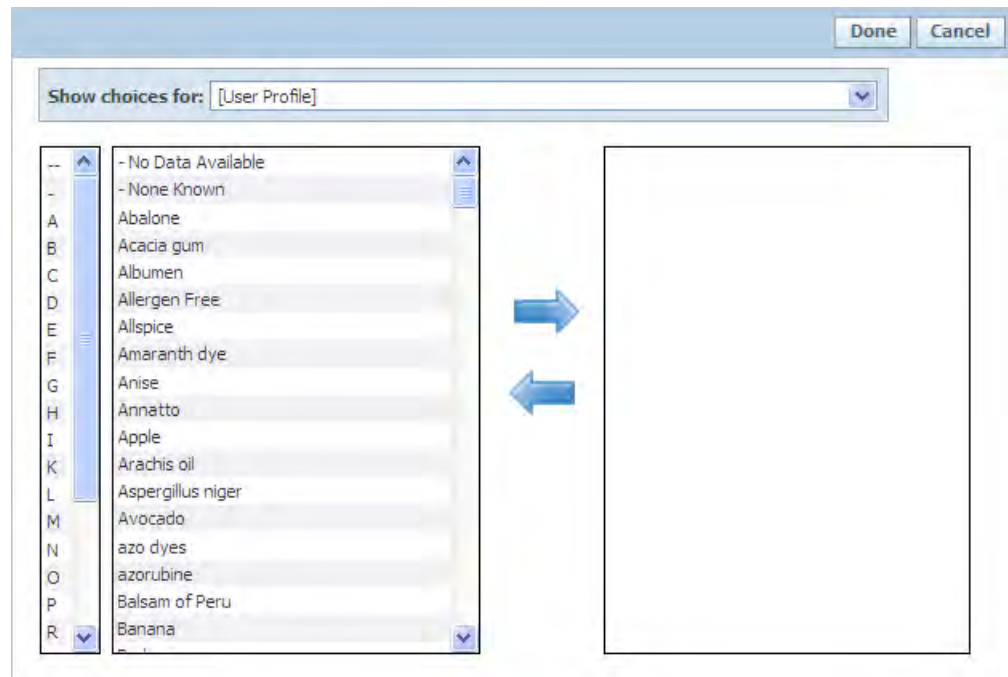 Done Cancel
Show choices for: [User Profile]
--
-
A
B
C
D
E
F
G
H
I
K
L
M
N
O
P
R
- No Data Available
- None Known
Abalone
Acacia gum
Albumen
Allergen Free
Allspice
Amaranth dye
Anise
Annatto
Apple
Arachis oil
Aspergillus niger
Avocado
azo dyes
azorubine
Balsam of Peru
Banana